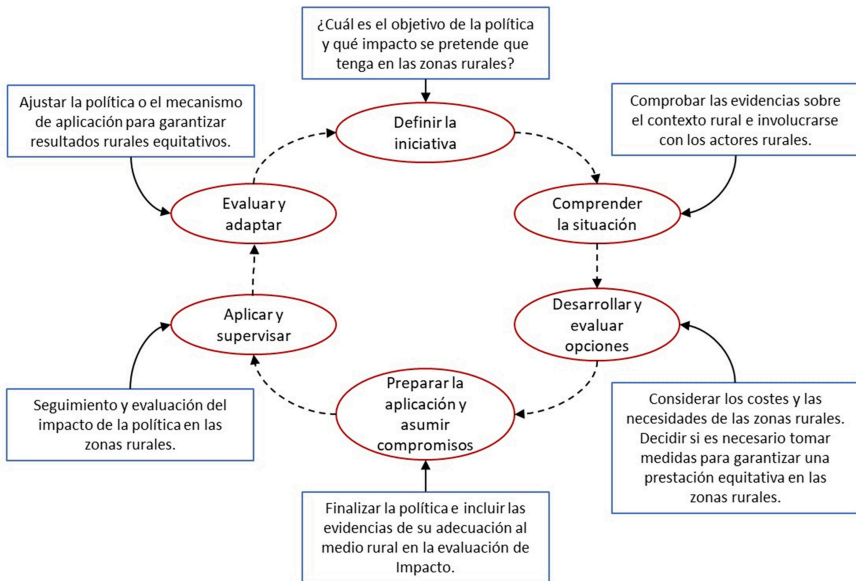 ¿Cuál es el objetivo de la política
y qué impacto se pretende que
tenga en las zonas rurales?
Definir la
iniciativa
Comprobar las evidencias sobre
el contexto rural e involucrarse
con los actores rurales.
Comprender
la situación
Desarrollar y
evaluar
opciones
Considerar los costes y las
necesidades de las zonas rurales.
Decidir si es necesario tomar
medidas para garantizar una
prestación equitativa en las
zonas rurales.
Preparar la
aplicación y
asumir
compromisos
Finalizar la política e incluir las
evidencias de su adecuación al
medio rural en la evaluación de
Impacto.
Aplicar y
supervisar
Seguimiento y evaluación del
impacto de la política en las
zonas rurales.
Evaluar y
adaptar
Ajustar la política o el mecanismo
de aplicación para garantizar
resultados rurales equitativos.